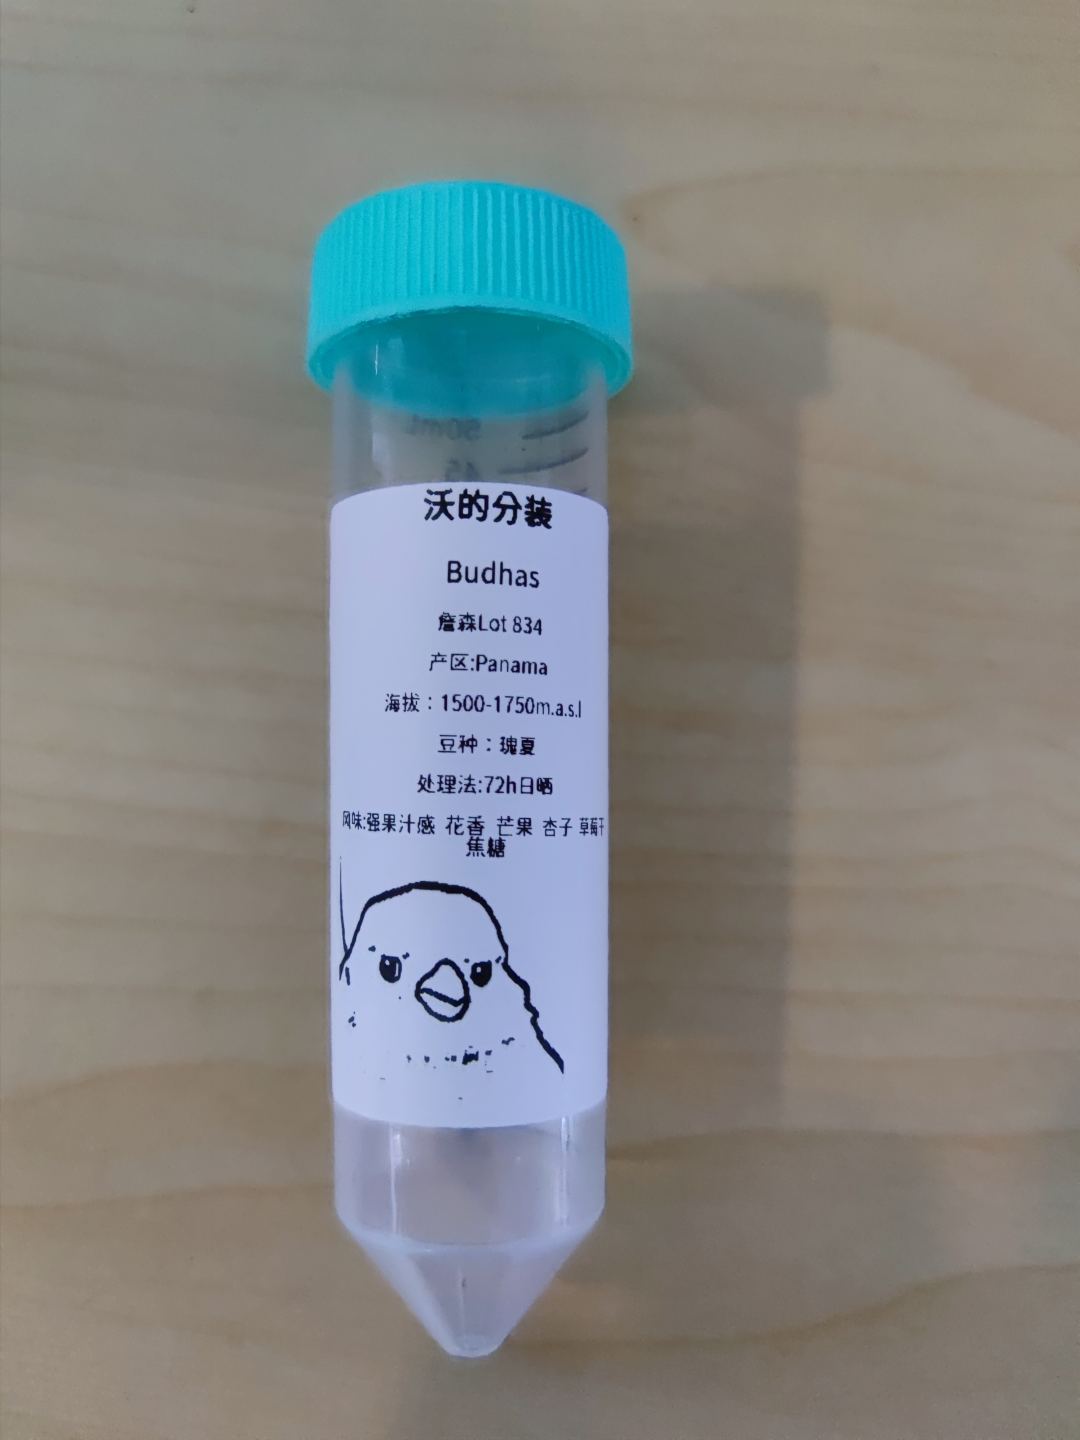 50mL
45
沃的分装
Budhas
詹森Lot 834
产区:Panama
海拔：1500-1750m.a.s.l
豆种：瑰夏
处理法:72h日晒
风味:强果汁感 花香 芒果 杏子 草莓干
焦糖